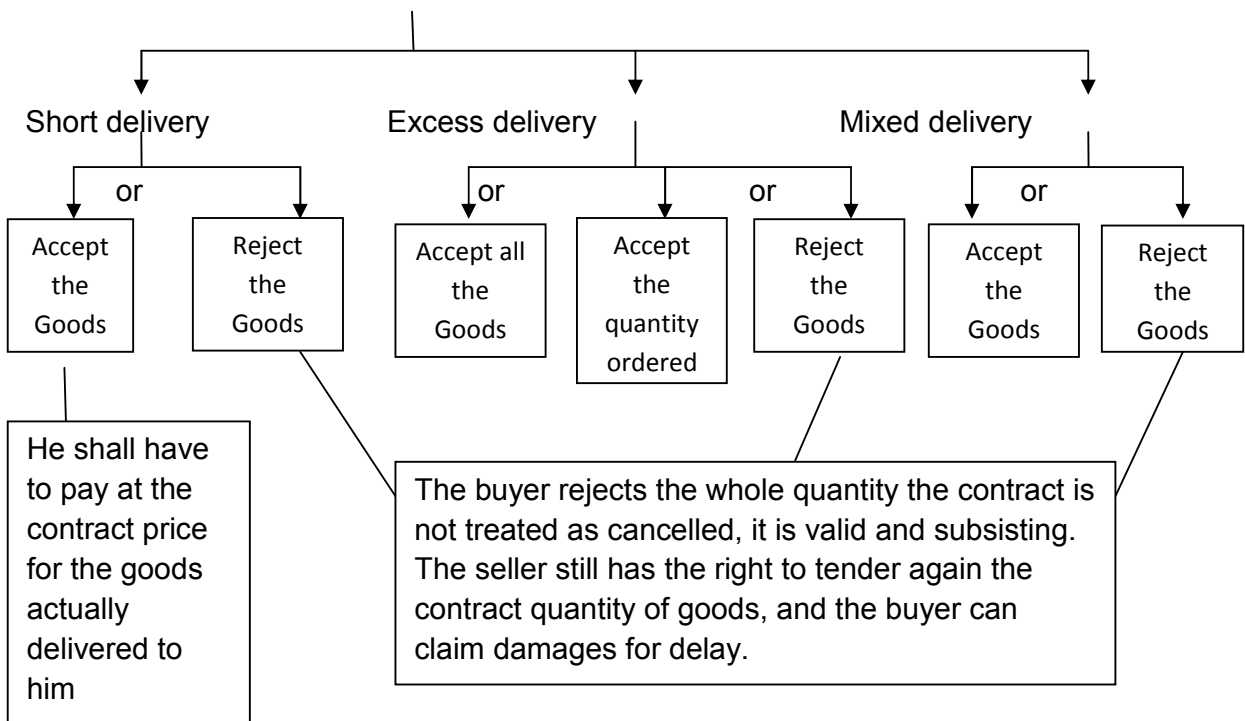 Short delivery
Excess delivery
Mixed delivery
or
or
or
or
Accept
the
Goods
Reject
the
Goods
Accept all
the
Goods
Accept
the
quantity
ordered
Reject
the
Goods
Accept
the
Goods
Reject
the
Goods
He shall have
to pay at the
contract price
for the goods
actually
delivered to
him
The buyer rejects the whole quantity the contract is
not treated as cancelled, it is valid and subsisting.
The seller still has the right to tender again the
contract quantity of goods, and the buyer can
claim damages for delay.